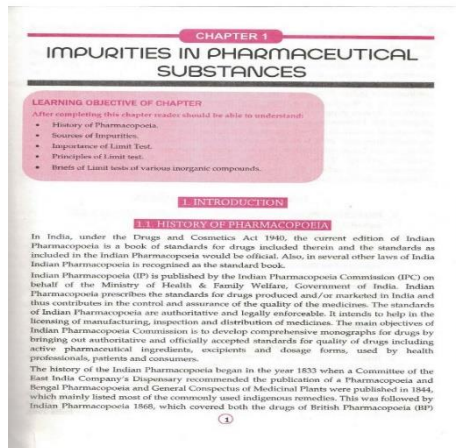 CHAPTER 1
IMPURITIES IN PHARMACEUTICAL
SUBSTANCES
LEARNING OBJECTIVE OF CHAPTER
After completing this chapter reader should be able to understand:
• History of Pharmacopoeia.
• Sources of Impurities.
• Importance of Limit Test.
• Principles of Limit test.
• Briefs of Limit tests of various inorganic compounds.
1. INTRODUCTION
1.1. HISTORY OF PHARMACOPOEIA
In India, under the Drugs and Cosmetics Act 1940, the current edition of Indian
Pharmacopoeia is a book of standards for drugs included therein and the standards as
included in the Indian Pharmacopoeia would be official. Also, in several other laws of India
Indian Pharmacopoeia is recognised as the standard book.
Indian Pharmacopoeia (IP) is published by the Indian Pharmacopoeia Commission (IPC) on
behalf of the Ministry of Health & Family Welfare, Government of India. Indian
Pharmacopoeia prescribes the standards for drugs produced and/or marketed in India and
thus contributes in the control and assurance of the quality of the medicines. The standards
of Indian Pharmacopoeia are authoritative and legally enforceable. It intends to help in the
licensing of manufacturing, inspection and distribution of medicines. The main objectives of
Indian Pharmacopoeia Commission is to develop comprehensive monographs for drugs by
bringing out authoritative and officially accepted standards for quality of drugs including
active pharmaceutical ingredients, excipients and dosage forms, used by health
professionals, patients and consumers.
The history of the Indian Pharmacopoeia began in the year 1833 when a Committee of the
East India Company's Dispensary recommended the publication of a Pharmacopoeia and
Bengal Pharmacopoeia and General Conspectus of Medicinal Plants were published in 1844,
which mainly listed most of the commonly used indigenous remedies. This was followed by
Indian Pharmacopoeia 1868, which covered both the drugs of British Pharmacopoeia (BP)
1